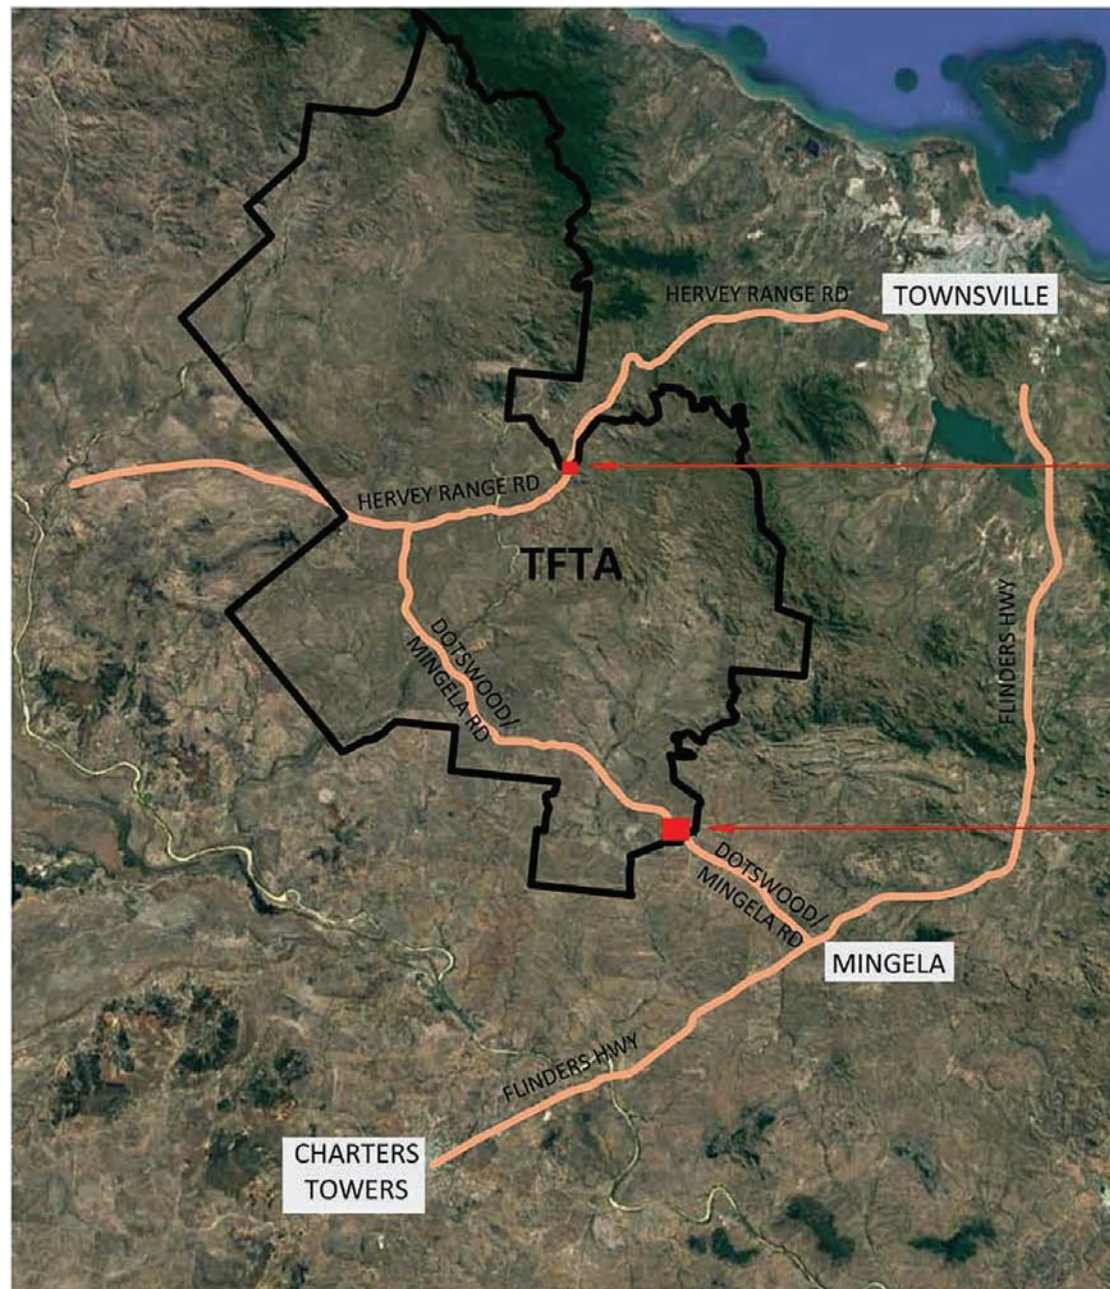 HERVEY RANGE RD
TOWNSVILLE
HERVEY RANGE RD
TFTA
DOTSWOOD/
MINGELA RD
FLINDERS HWY
DOTSWOOD/
MINGELA RD
MINGELA
FLINDERS HWY
CHARTERS
TOWERS